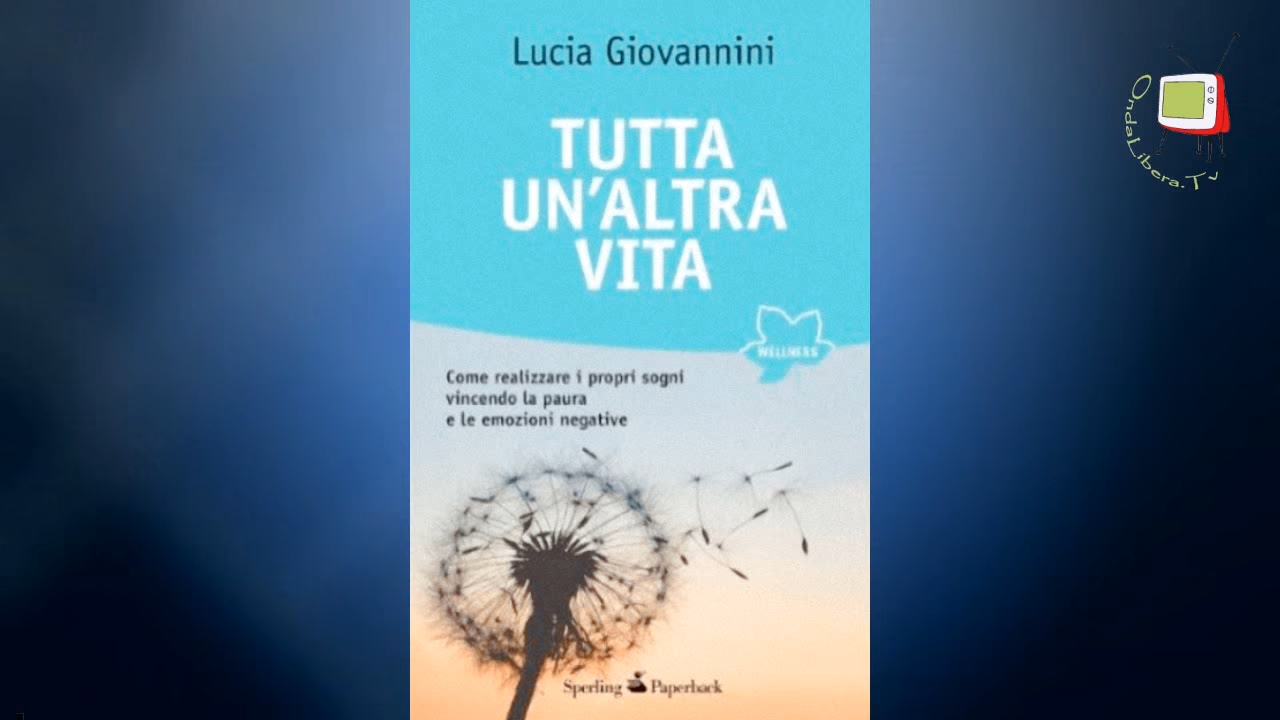 Lucia Giovannini
TUTTA
UN'ALTRA
VITA
WELLNESS
Come realizzare i propri sogni
vincendo la paura
e le emozioni negative
Sperling Paperback
OndaLibera.Tv